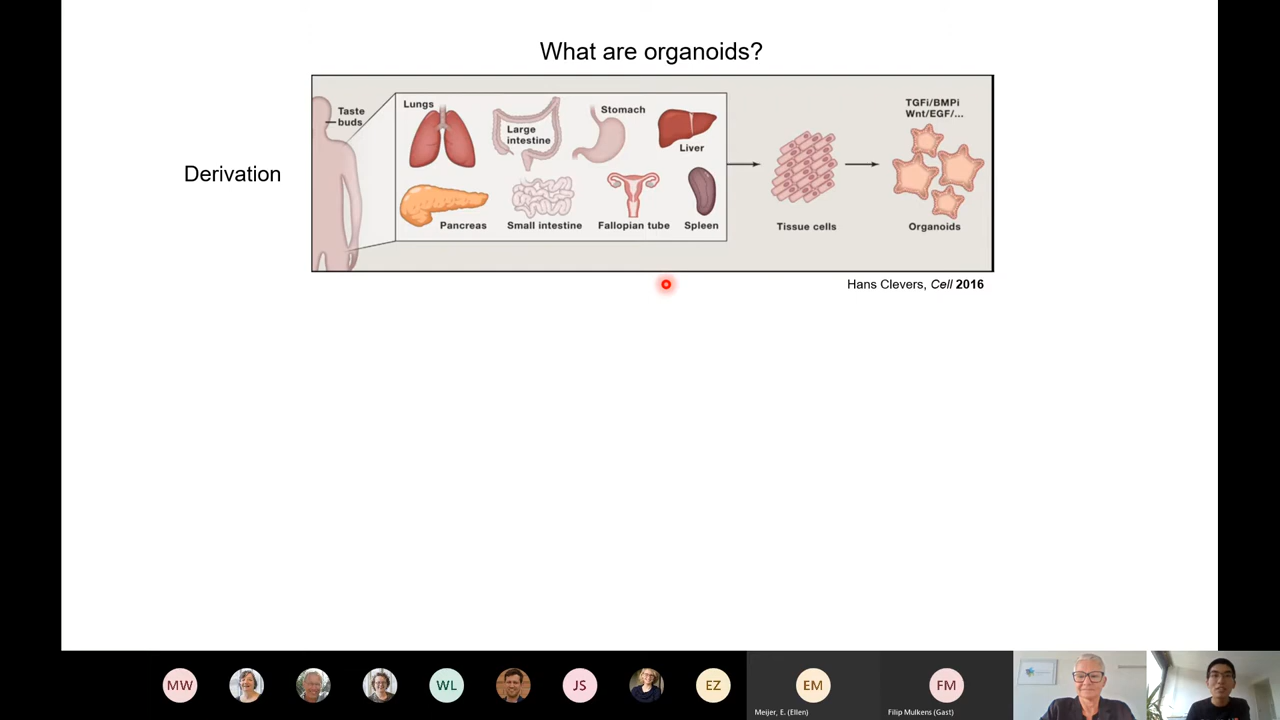 What are organoids?
Derivation
Taste
buds
Lungs
Large
intestine
Stomach
Liver
Pancreas
Small intestine
Fallopian tube
Spleen
Tissue cells
TGFi/BMPi
Wnt/EGF/...
Organoids
Hans Clevers, Cell 2016
MW
WL
JS
EZ
EM
FM
Meijer, E. (Ellen)
Filip Mulkens (Gast)